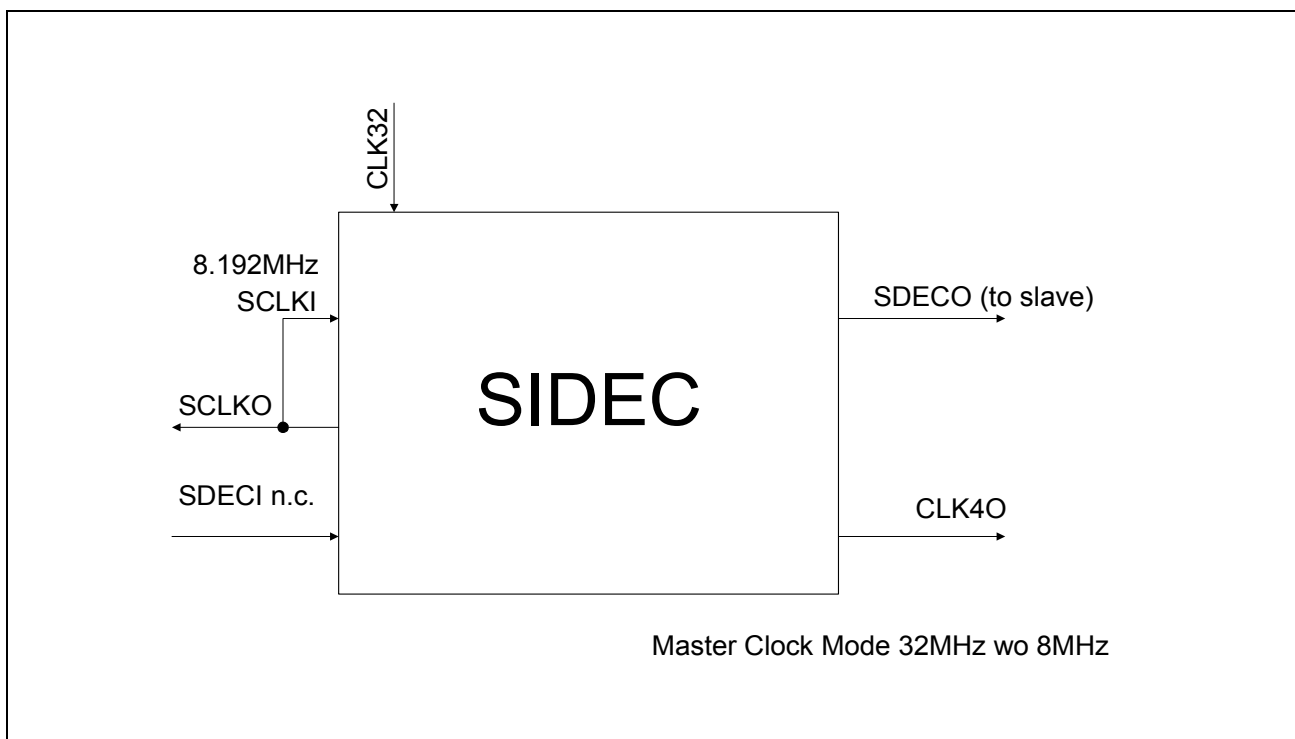 CLK32
8.192MHz
SCLKI
SDECO (to slave)
SIDEC
SCLKO
SDECI n.c.
CLK4O
Master Clock Mode 32MHz wo 8MHz